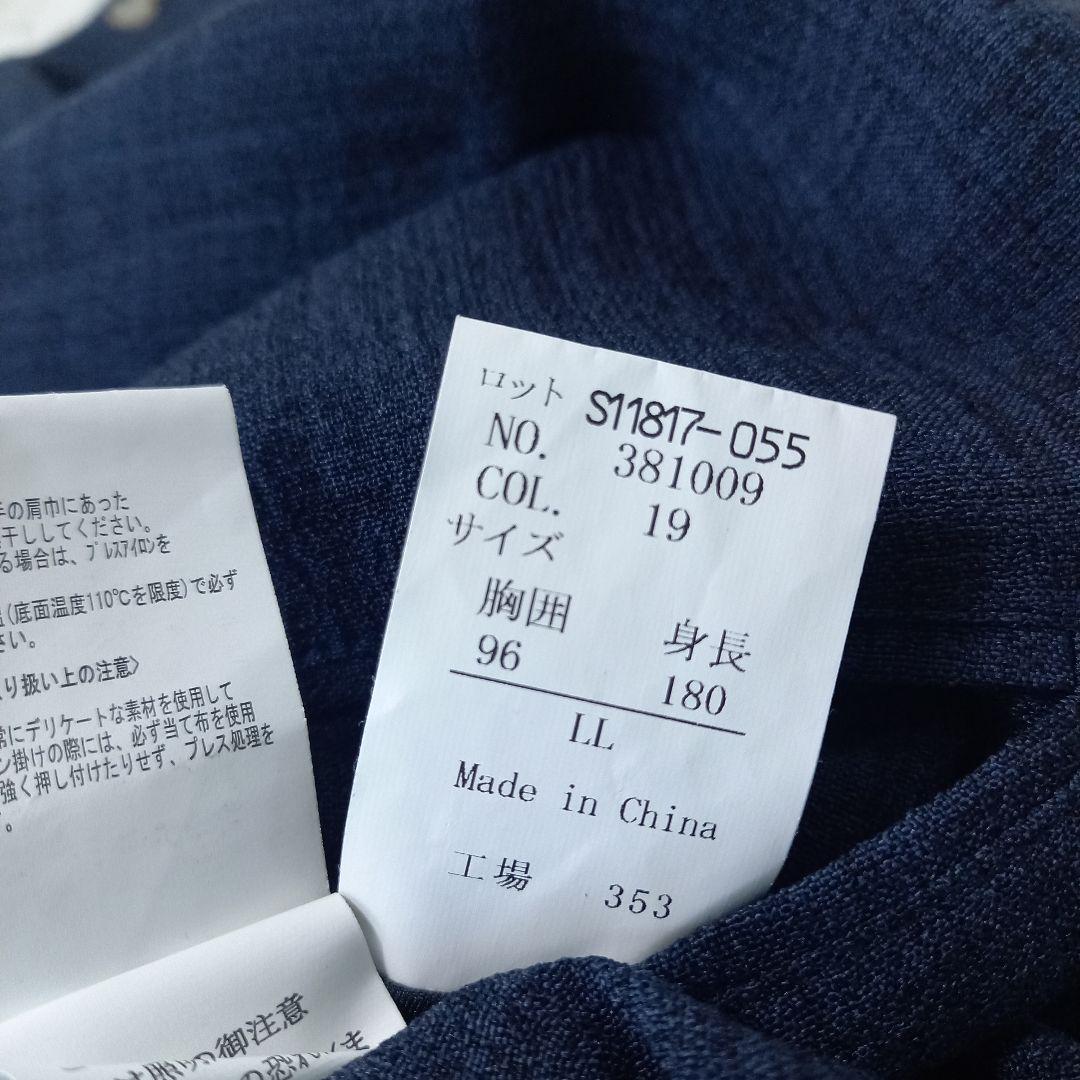 ロット S11817-055
NO. 381009
COL. 19
サイズ
胸囲 身長
96 180
LL
Made in China
工場 353
の肩巾にあった
干ししてください。
る場合は、プレスアイロンを
(底面温度110℃を限度)で必ず
さい。
り扱い上の注意〉
常にデリケートな素材を使用して
ン掛けの際には、必ず当て布を使用
強く押し付けたりせず、プレス処理を
。
の御注意
の恐れ